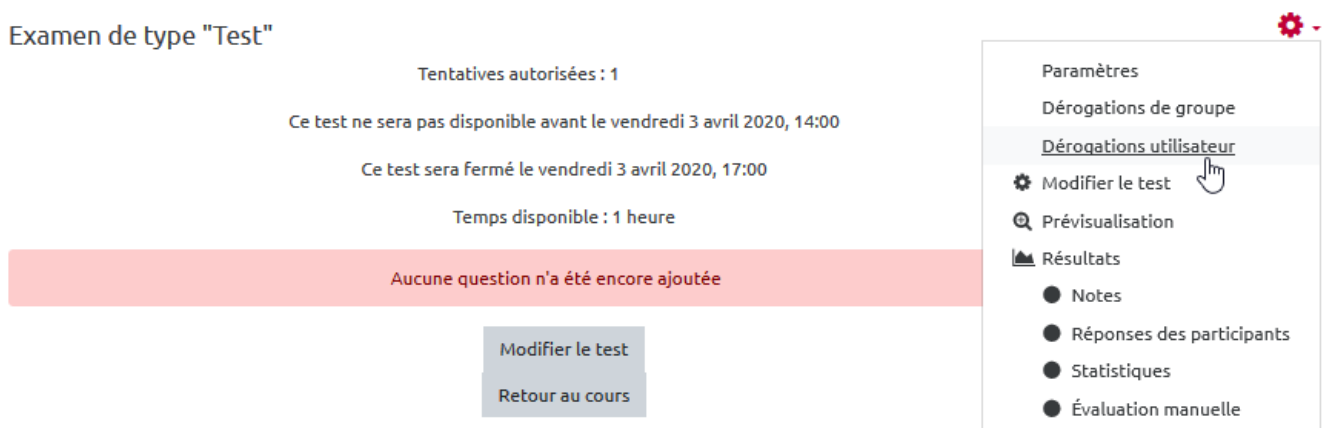 Examen de type "Test"
Tentatives autorisées : 1
Ce test ne sera pas disponible avant le vendredi 3 avril 2020, 14:00
Ce test sera fermé le vendredi 3 avril 2020, 17:00
Temps disponible : 1 heure
Aucune question n'a été encore ajoutée
Modifier le test
Retour au cours
Paramètres
Dérogations de groupe
Dérogations utilisateur
Modifier le test
Prévisualisation
Résultats
Notes
Réponses des participants
Statistiques
Évaluation manuelle